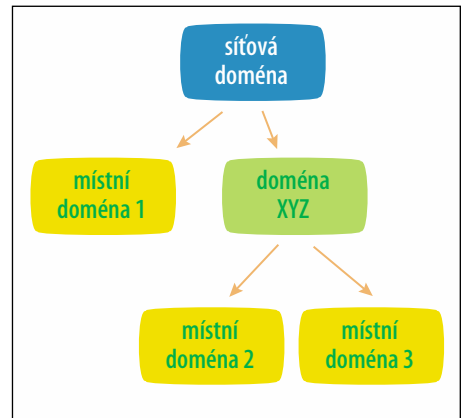 síťová
doména
místní
doména 1
doména
XYZ
místní
doména 2
místní
doména 3